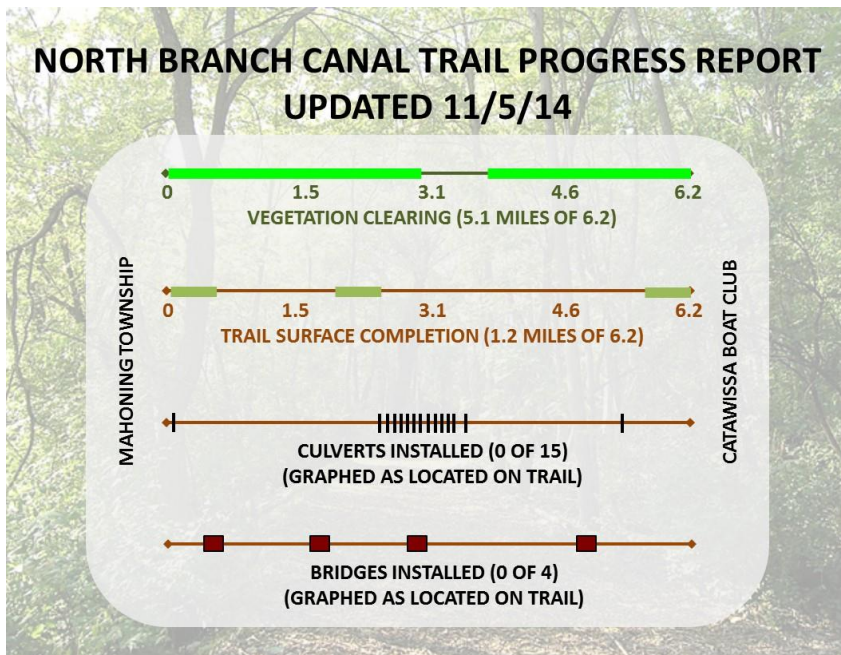 NORTH BRANCH CANAL TRAIL PROGRESS REPORT
UPDATED 11/5/14
0 1.5 3.1 4.6 6.2
VEGETATION CLEARING (5.1 MILES OF 6.2)
MAHONING TOWNSHIP
CATAWISSA BOAT CLUB
0 1.5 3.1 4.6 6.2
TRAIL SURFACE COMPLETION (1.2 MILES OF 6.2)
CULVERTS INSTALLED (0 OF 15)
(GRAPHED AS LOCATED ON TRAIL)
BRIDGES INSTALLED (0 OF 4)
(GRAPHED AS LOCATED ON TRAIL)